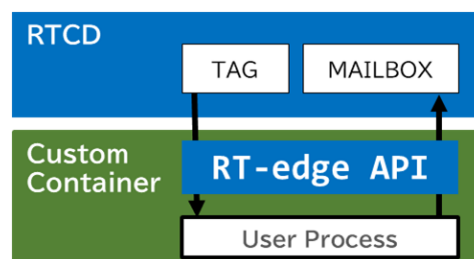 RTCD
TAG
MAILBOX
Custom
Container
RT-edge API
User Process